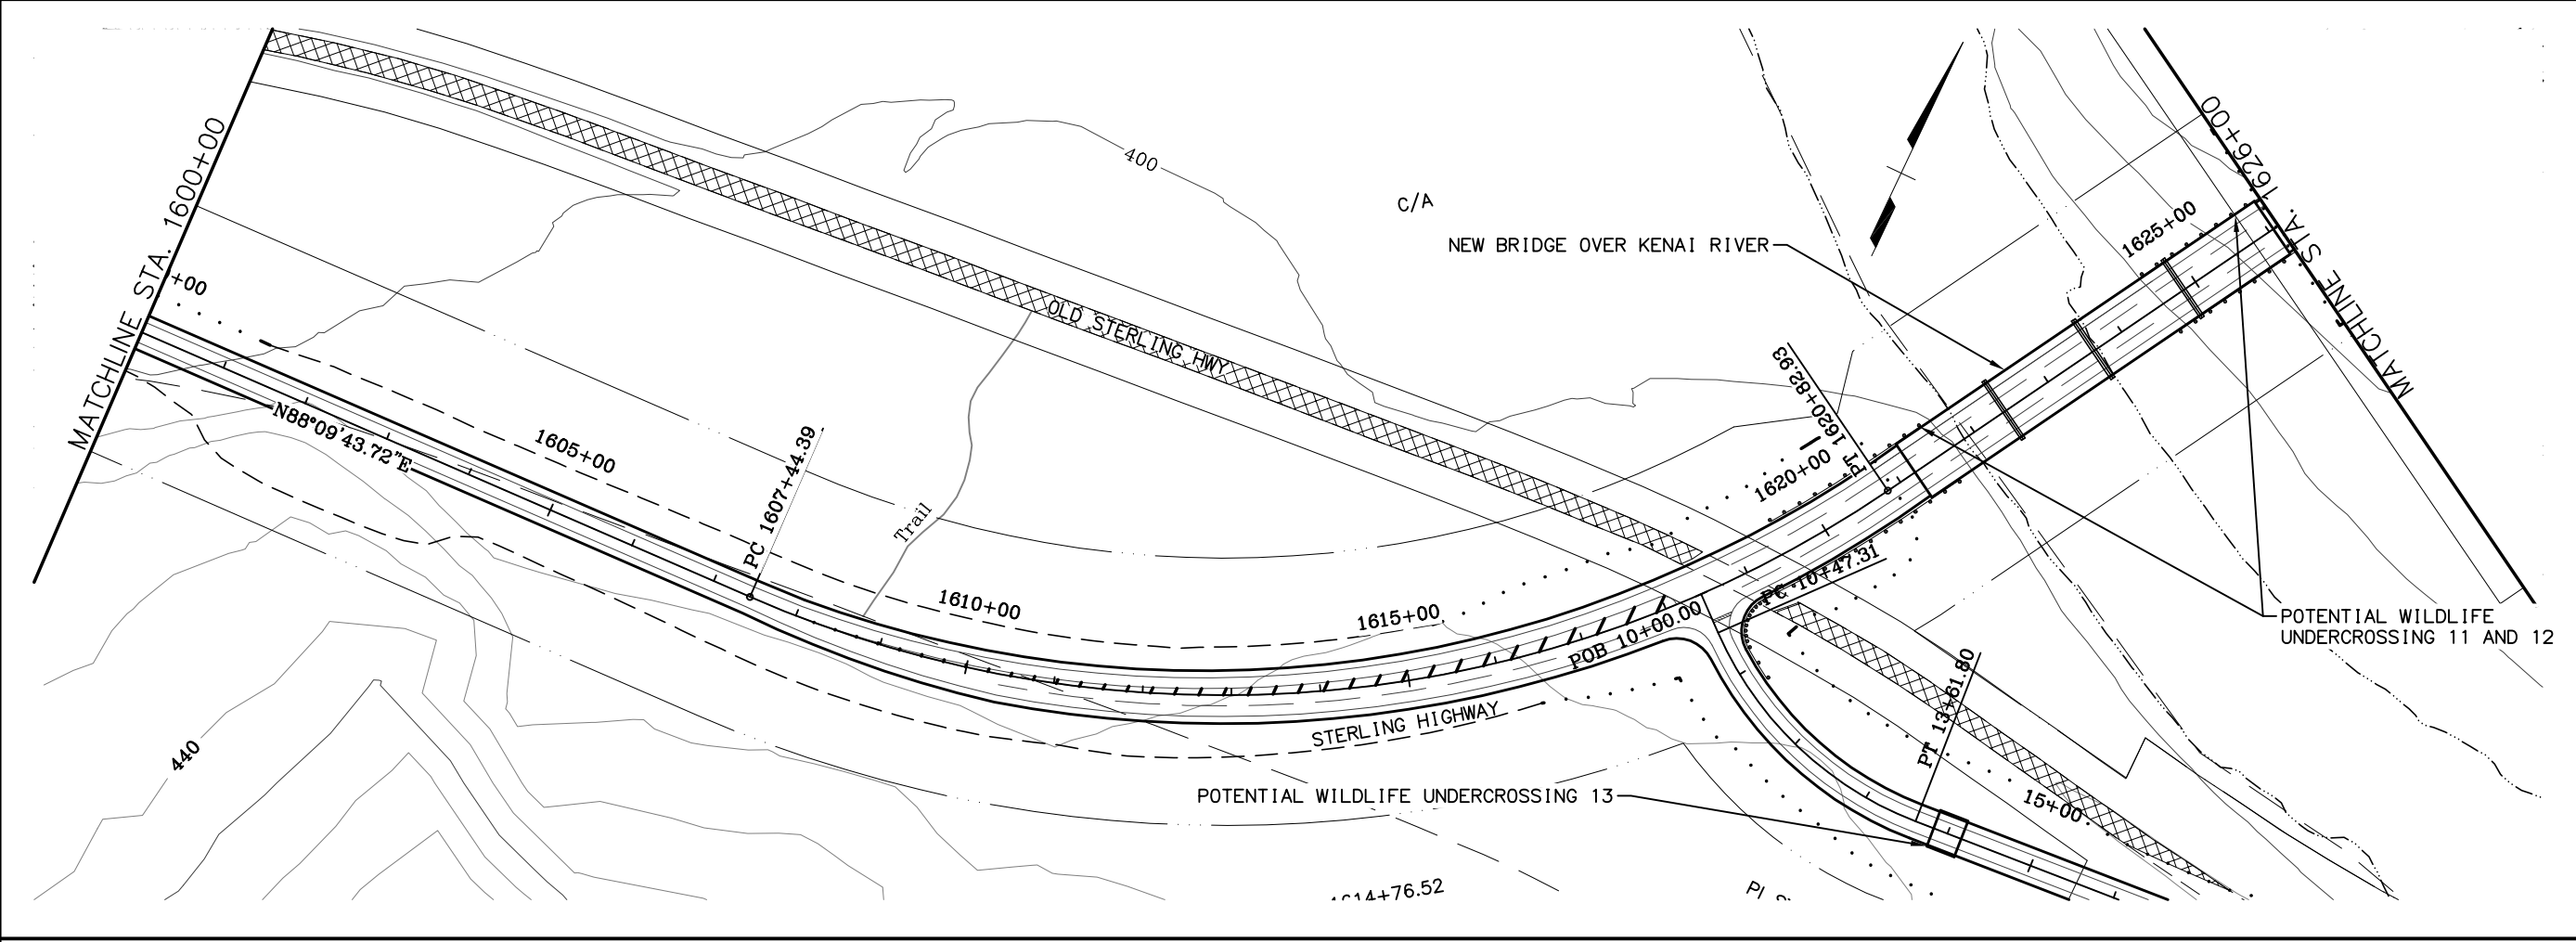 MATCHLINE STA. 1600+00
+00
N88°09'43.72"E
1605+00
PC 1607+44.39
Trail
1610+00
1615+00
OLD STERLING HWY
400
C/A
NEW BRIDGE OVER KENAI RIVER
PT 1620+82.93
1620+00
1625+00
MATCHLINE STA. 1626+00
POB 10+00.00
PC 10+47.31
PT 13+61.80
15+00
STERLING HIGHWAY
POTENTIAL WILDLIFE
UNDERCROSSING 11 AND 12
POTENTIAL WILDLIFE UNDERCROSSING 13
440
1614+76.52
PI